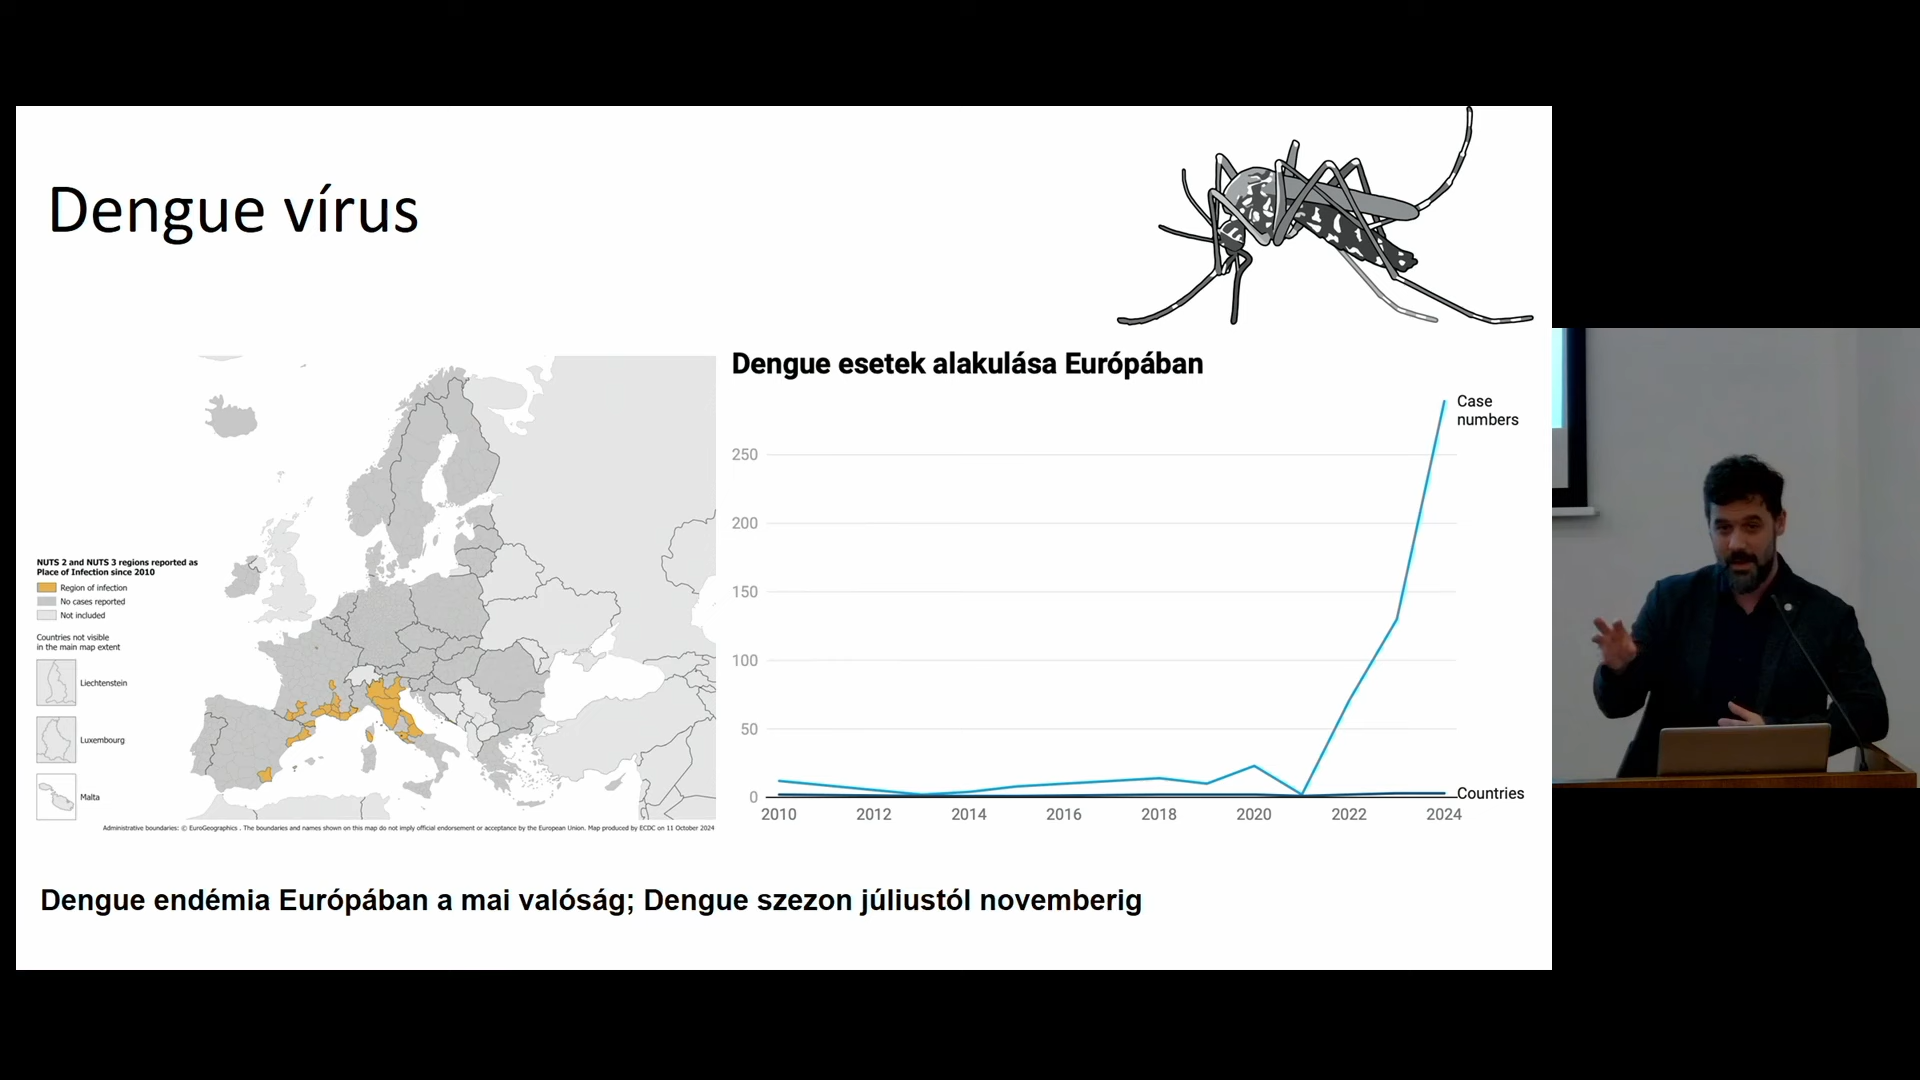 Dengue vírus
NUTS 2 and NUTS 3 regions reported as
Place of Infection since 2010
Region of infection
No cases reported
Not included
Countries not visible
in the main map extent
Liechtenstein
Luxembourg
Malta
Administrative boundaries: © EuroGeographics . The boundaries and names shown on this map do not imply official endorsement or acceptance by the European Union. Map produced by ECDC on 11 October 2024
Dengue esetek alakulása Európában
Case
numbers
250
200
150
100
50
0
Countries
2010 2012 2014 2016 2018 2020 2022 2024
Dengue endémia Európában a mai valóság; Dengue szezon júliustól novemberig